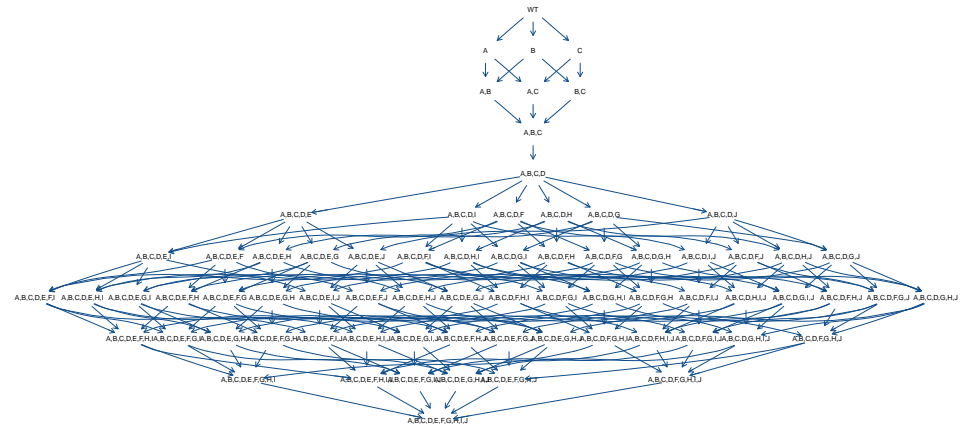 WT
A B C
A,B A,C B,C
A,B,C
A,B,C,D
A,B,C,D,E A,B,C,D,I A,B,C,D,F A,B,C,D,H A,B,C,D,G A,B,C,D,J
A,B,C,D,E,I A,B,C,D,E,F A,B,C,D,E,H A,B,C,D,E,G A,B,C,D,E,J A,B,C,D,F,I A,B,C,D,H,I A,B,C,D,G,I A,B,C,D,F,H A,B,C,D,F,G A,B,C,D,G,H A,B,C,D,I,J A,B,C,D,F,J A,B,C,D,H,J A,B,C,D,G,J
A,B,C,D,E,F,I A,B,C,D,E,H,I A,B,C,D,E,G,I A,B,C,D,E,F,H A,B,C,D,E,F,G A,B,C,D,E,G,H A,B,C,D,E,I,J A,B,C,D,E,F,J A,B,C,D,E,H,J A,B,C,D,E,G,J A,B,C,D,F,H,I A,B,C,D,F,G,I A,B,C,D,G,H,I A,B,C,D,F,G,H A,B,C,D,F,I,J A,B,C,D,H,I,J A,B,C,D,G,I,J A,B,C,D,F,H,J A,B,C,D,F,G,J A,B,C,D,G,H,J
A,B,C,D,E,F,H,I A,B,C,D,E,F,G,I A,B,C,D,E,G,H,I A,B,C,D,E,F,G,H A,B,C,D,E,F,I,J A,B,C,D,E,H,I,J A,B,C,D,E,G,I,J A,B,C,D,E,F,H,J A,B,C,D,E,F,G,J A,B,C,D,E,G,H,J A,B,C,D,F,G,H,I A,B,C,D,F,H,I,J A,B,C,D,F,G,I,J A,B,C,D,G,H,I,J A,B,C,D,F,G,H,J
A,B,C,D,E,F,G,H,I A,B,C,D,E,F,H,I,J A,B,C,D,E,F,G,I,J A,B,C,D,E,G,H,I,J A,B,C,D,E,F,G,H,J A,B,C,D,F,G,H,I,J
A,B,C,D,E,F,G,H,I,J